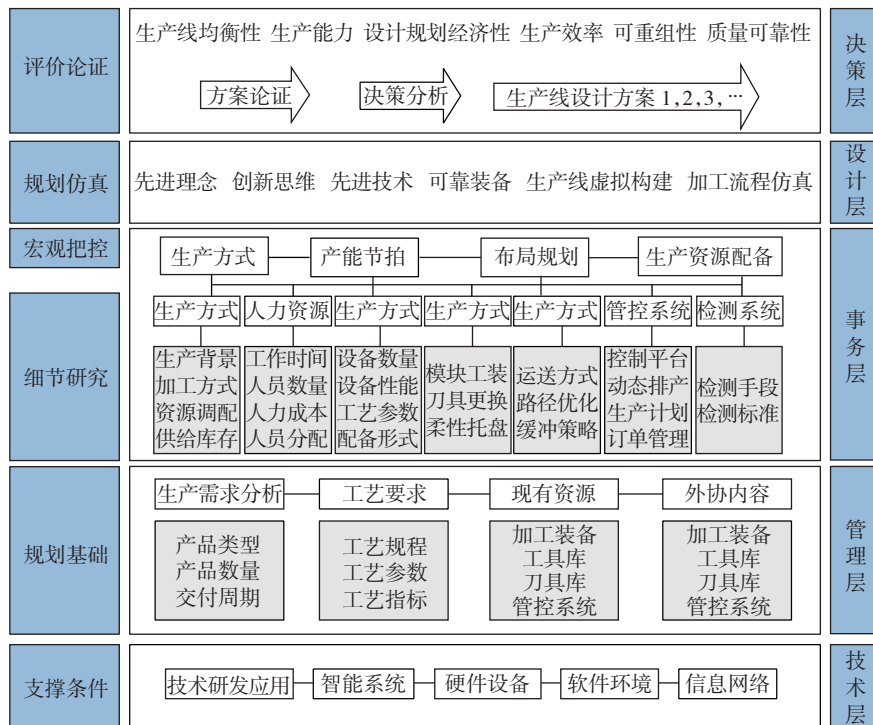 评价论证
生产线均衡性 生产能力 设计规划经济性 生产效率 可重组性 质量可靠性
方案论证
决策分析
生产线设计方案 1,2,3, …
决策层
规划仿真
先进理念 创新思维 先进技术 可靠装备 生产线虚拟构建 加工流程仿真
设计层
宏观把控
生产方式
产能节拍
布局规划
生产资源配备
细节研究
生产方式
人力资源
生产方式
生产方式
生产方式
管控系统
检测系统
生产背景
加工方式
资源调配
供给库存
工作时间
人员数量
人力成本
人员分配
设备数量
设备性能
工艺参数
配备形式
模块工装
刀具更换
柔性托盘
运送方式
路径优化
缓冲策略
控制平台
动态排产
生产计划
订单管理
检测手段
检测标准
事务层
规划基础
生产需求分析
工艺要求
现有资源
外协内容
产品类型
产品数量
交付周期
工艺规程
工艺参数
工艺指标
加工装备
工具库
刀具库
管控系统
加工装备
工具库
刀具库
管控系统
管理层
支撑条件
技术研发应用
智能系统
硬件设备
软件环境
信息网络
技术层